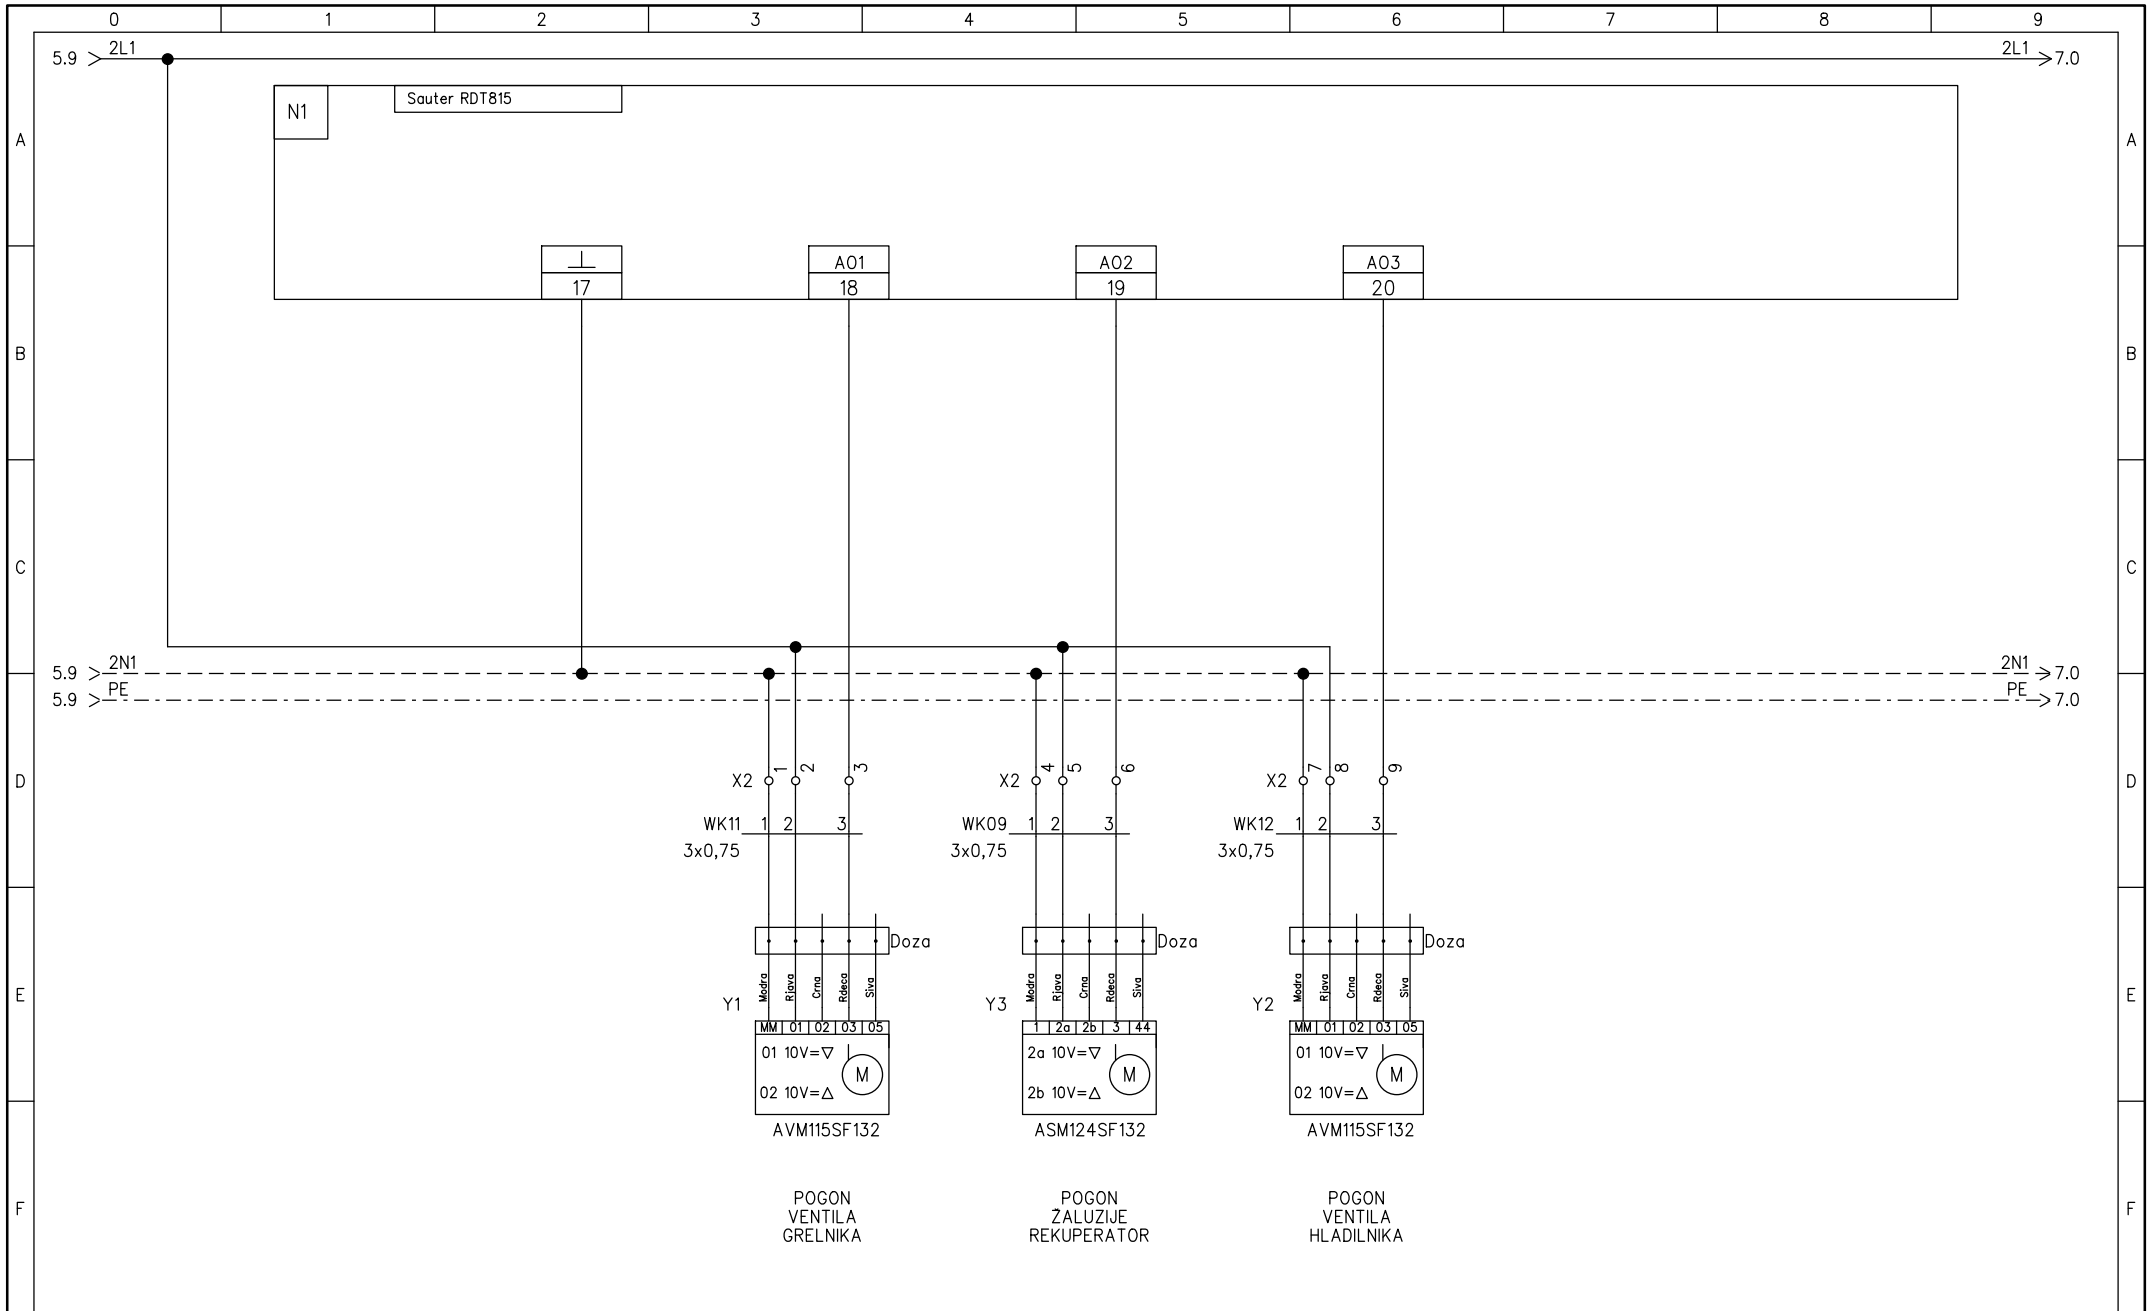 0 1 2 3 4 5 6 7 8 9
5.9 2L1 2L1 7.0
N1 Sauter RDT815
A A
A01 A02 A03
17 18 19 20
B B
C C
5.9 2N1 2N1 7.0
5.9 PE PE 7.0
D D
X2 1 2 3 X2 4 5 6 X2 7 8 9
WK11 1 2 3 WK09 1 2 3 WK12 1 2 3
3x0,75 3x0,75 3x0,75
Doza Doza Doza
E E
Y1 Modra Rjava Crna Rdeca Siva Y3 Modra Rjava Crna Rdeca Siva Y2 Modra Rjava Crna Rdeca Siva
MM 01 02 03 05 1 2a 2b 3 44 MM 01 02 03 05
01 10V=▽ 2a 10V=▽ 01 10V=▽
M M M
02 10V=△ 2b 10V=△ 02 10V=△
AVM115SF132 ASM124SF132 AVM115SF132
F F
POGON POGON POGON
VENTILA ŽALUZIJE VENTILA
GRELNIKA REKUPERATOR HLADILNIKA